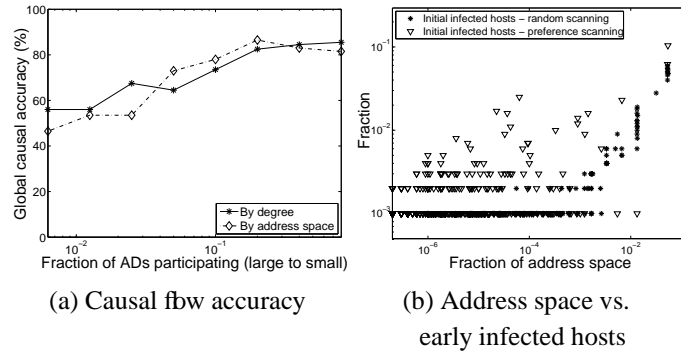 Global causal accuracy (%)
100
80
60
40
20
0
By degree
By address space
10^−2
10^−1
Fraction of ADs participating (large to small)
(a) Causal flow accuracy
Initial infected hosts − random scanning
Initial infected hosts − preference scanning
Fraction
10^−1
10^−2
10^−3
10^−6
10^−4
10^−2
Fraction of address space
(b) Address space vs.
early infected hosts